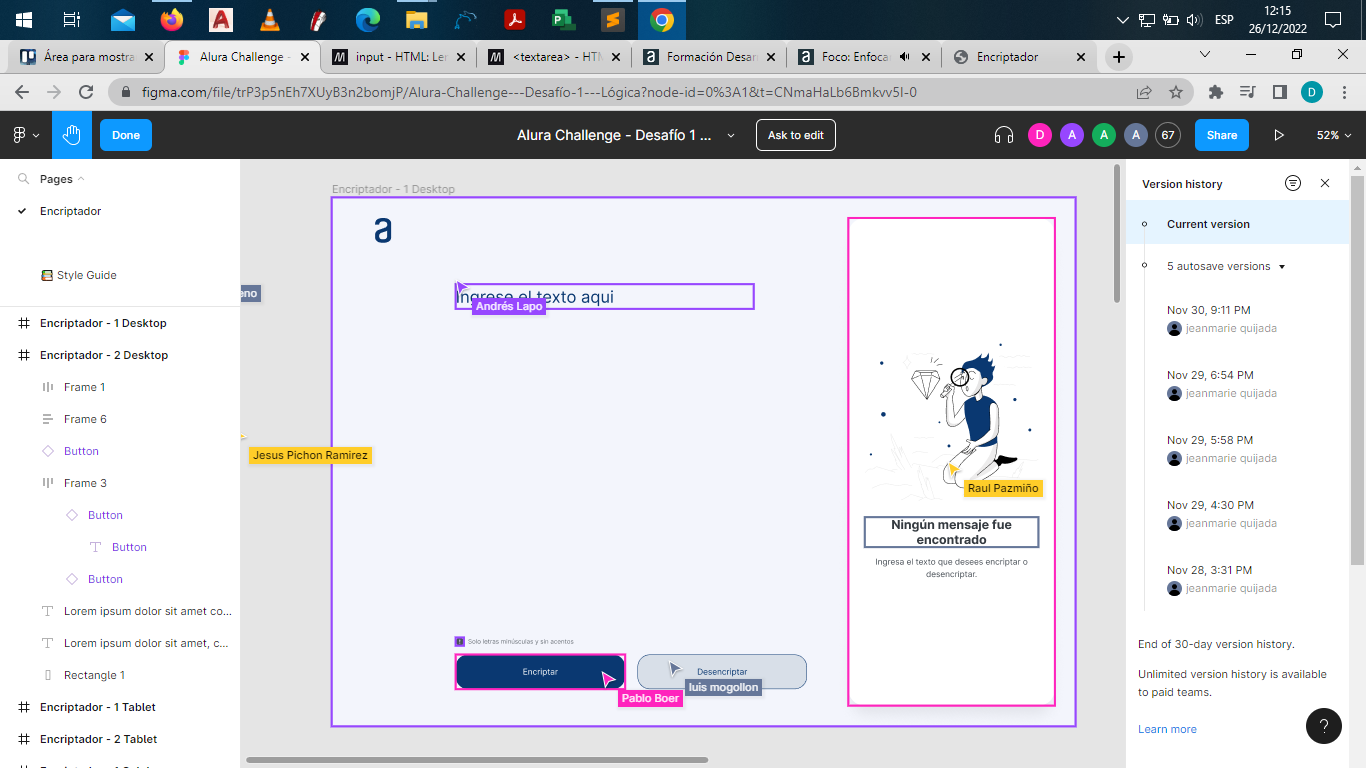 12:15
ESP
26/12/2022
Área para mostra
Alura Challenge -
input - HTML: Len
<textarea> - HTM
Formación Desar
Foco: Enfoca
Encriptador
figma.com/file/trP3p5nEh7XUyB3n2bomjP/Alura-Challenge---Desafío-1---Lógica?node-id=0%3A1&t=CNmaHaLb6Bmkvv5I-0
D
Done
Alura Challenge - Desafío 1 ...
Ask to edit
D
A
A
A
67
Share
52%
Pages
Encriptador
Style Guide
Encriptador - 1 Desktop
Encriptador - 2 Desktop
Frame 1
Frame 6
Button
Frame 3
Button
Button
Button
Lorem ipsum dolor sit amet co...
Lorem ipsum dolor sit amet, c...
Rectangle 1
Encriptador - 1 Tablet
Encriptador - 2 Tablet
Encriptador - 1 Desktop
a
eno
Ingrese el texto aqui
Andrés Lapo
Jesus Pichon Ramirez
Raul Pazmiño
Ningún mensaje fue
encontrado
Ingresa el texto que desees encriptar o
desencriptar.
Solo letras minúsculas y sin acentos
Encriptar
Desencriptar
luis mogollon
Pablo Boer
Version history
Current version
5 autosave versions
Nov 30, 9:11 PM
jeanmarie quijada
Nov 29, 6:54 PM
jeanmarie quijada
Nov 29, 5:58 PM
jeanmarie quijada
Nov 29, 4:30 PM
jeanmarie quijada
Nov 28, 3:31 PM
jeanmarie quijada
End of 30-day version history.
Unlimited version history is available
to paid teams.
Learn more
?